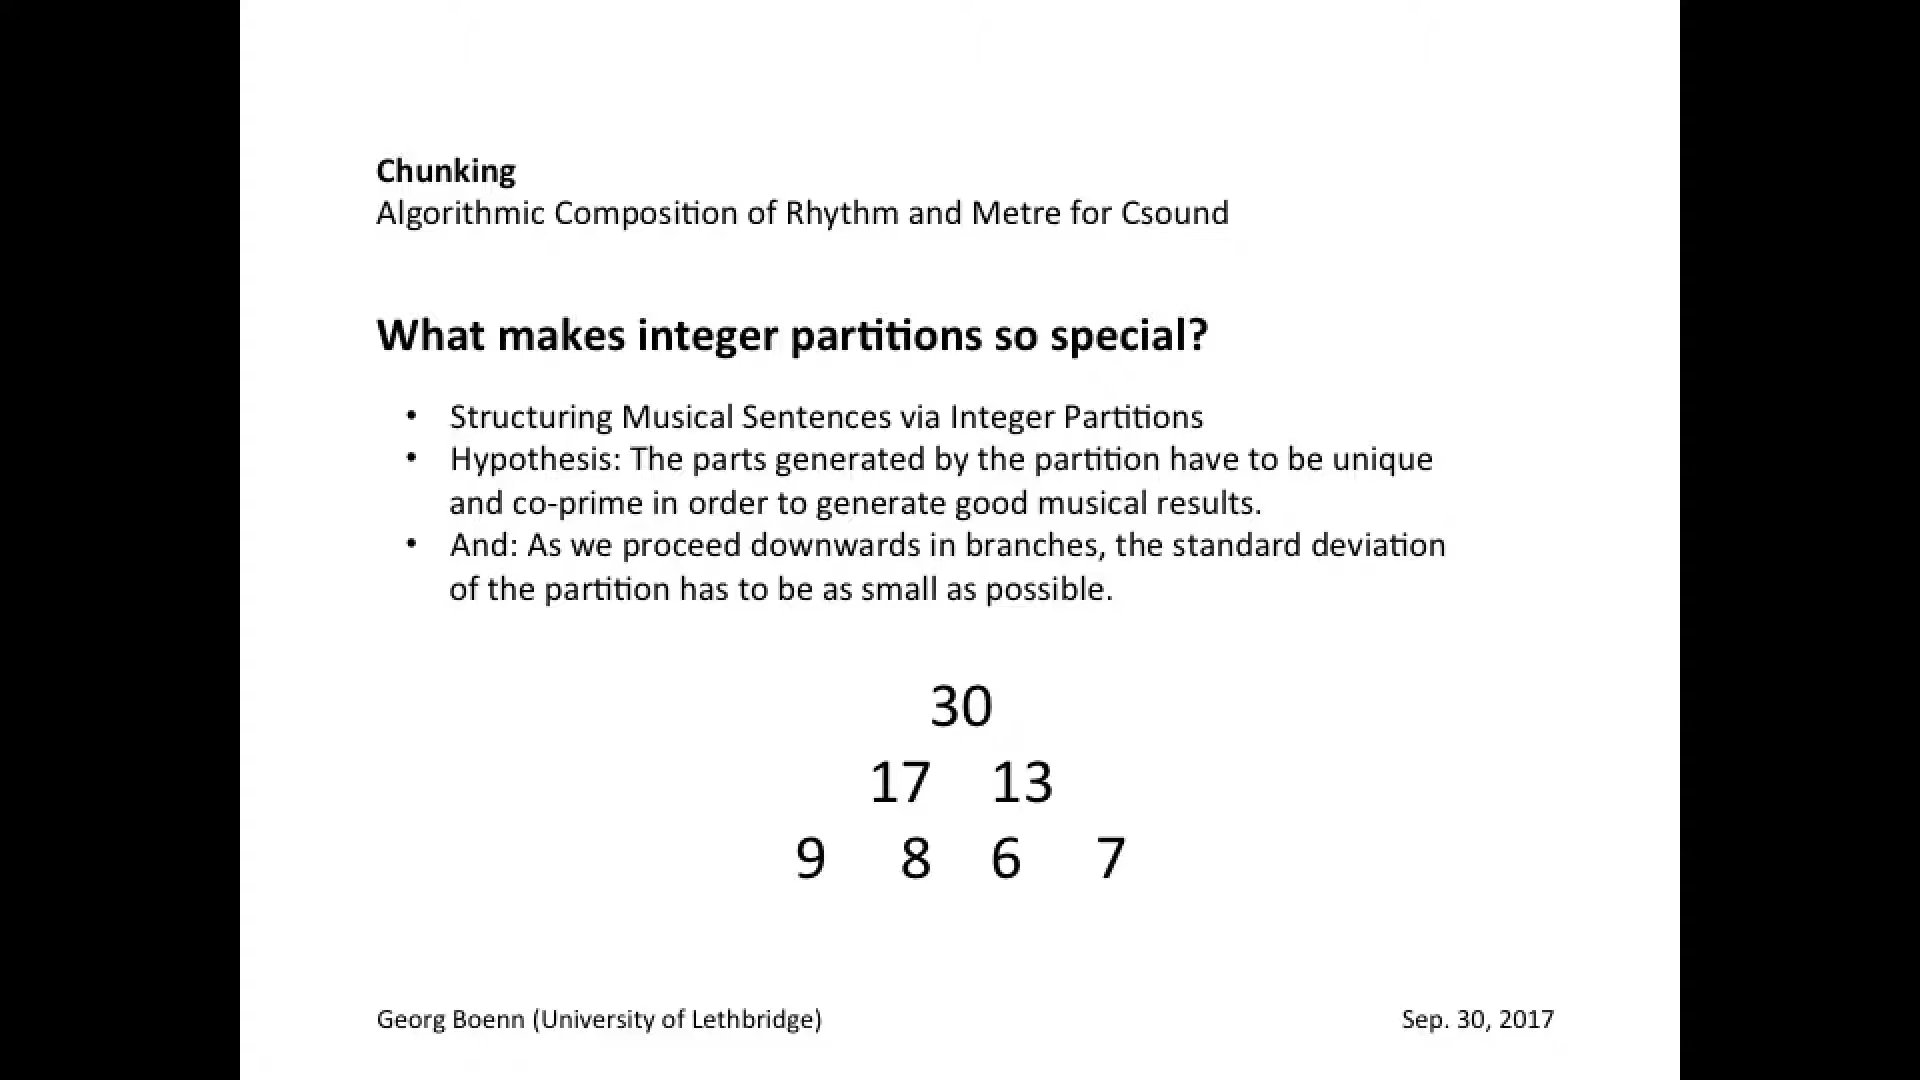 Chunking
Algorithmic Composition of Rhythm and Metre for Csound
What makes integer partitions so special?
• Structuring Musical Sentences via Integer Partitions
• Hypothesis: The parts generated by the partition have to be unique
and co-prime in order to generate good musical results.
• And: As we proceed downwards in branches, the standard deviation
of the partition has to be as small as possible.
30
17 13
9 8 6 7
Georg Boenn (University of Lethbridge) Sep. 30, 2017